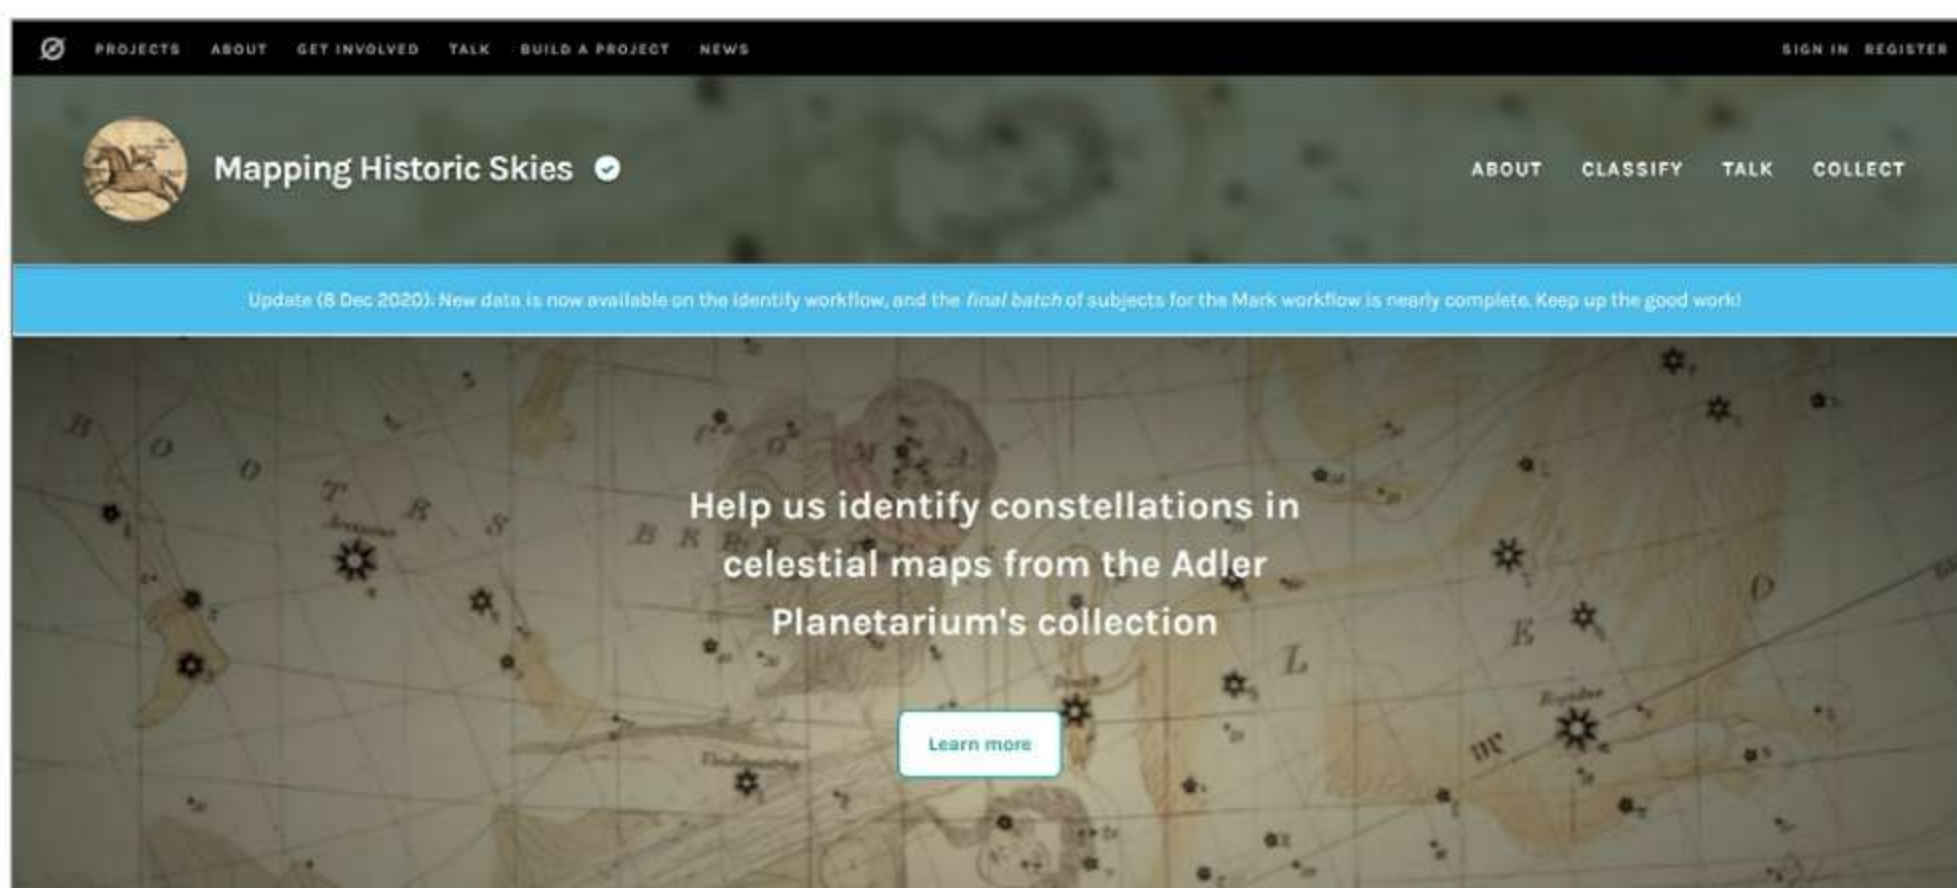 PROJECTS ABOUT GET INVOLVED TALK BUILD A PROJECT NEWS SIGN IN REGISTER
Mapping Historic Skies ABOUT CLASSIFY TALK COLLECT
Update (8 Dec 2020): New data is now available on the Identify workflow, and the final batch of subjects for the Mark workflow is nearly complete. Keep up the good work!
B O O T E S
C O M A
B E R E
Help us identify constellations in
celestial maps from the Adler
Planetarium's collection
L E O
Learn more